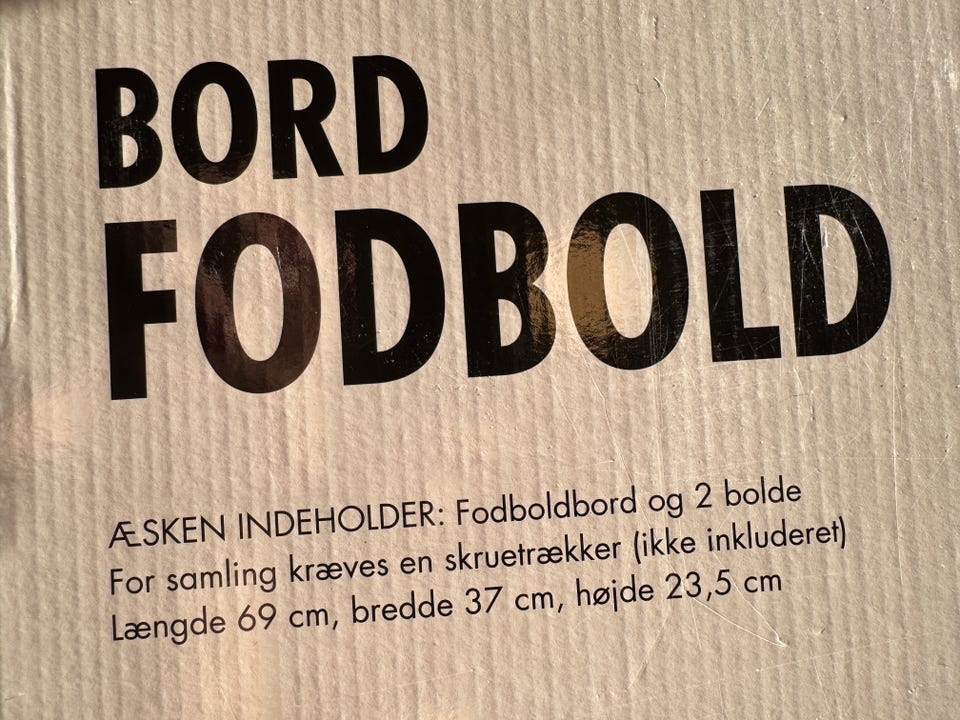 BORD
FODBOLD
ÆSKEN INDEHOLDER: Fodboldbord og 2 bolde
For samling kræves en skruetrækker (ikke inkluderet)
Længde 69 cm, bredde 37 cm, højde 23,5 cm